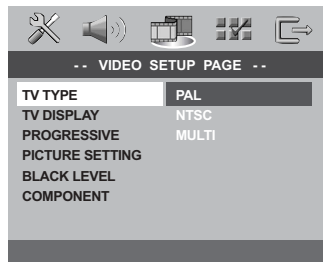 -- VIDEO SETUP PAGE --
TV TYPE PAL
TV DISPLAY NTSC
PROGRESSIVE MULTI
PICTURE SETTING
BLACK LEVEL
COMPONENT